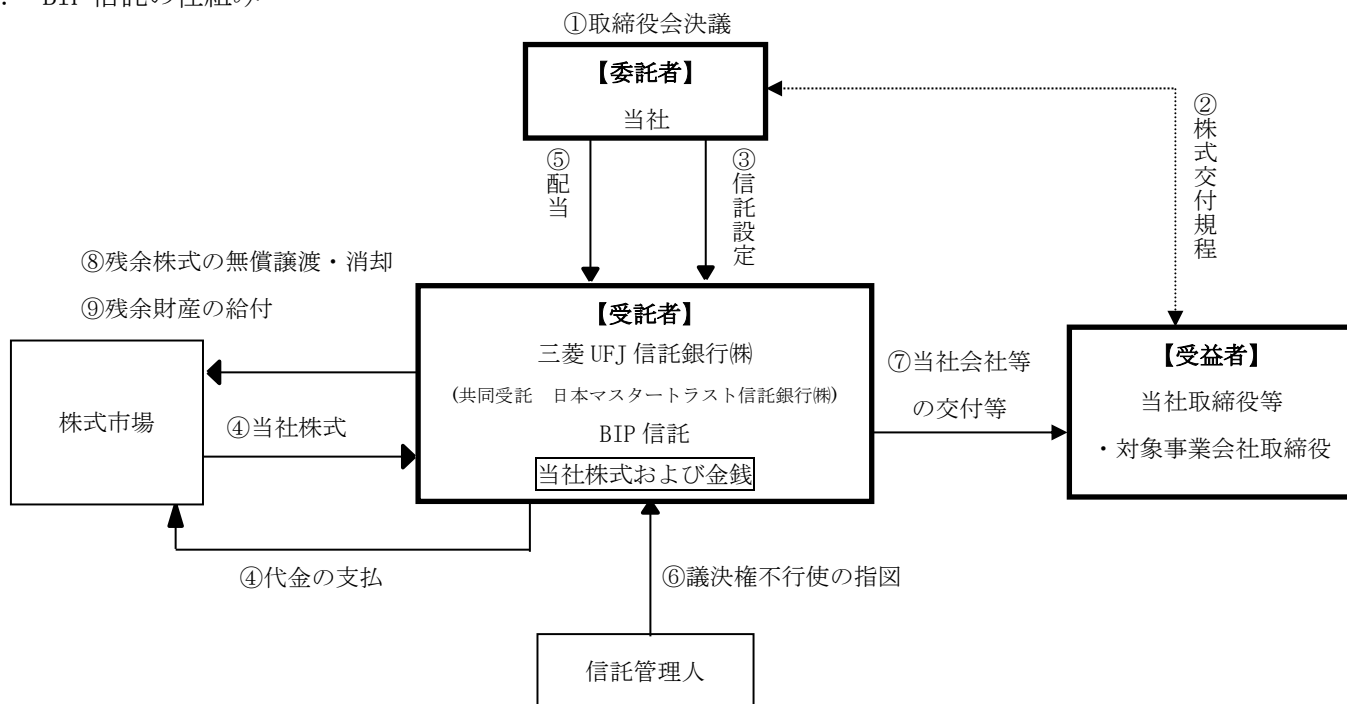 . BIP 信託の仕組み
①取締役会決議
【委託者】
当社
②株式交付規程
⑤配当
③信託設定
⑧残余株式の無償譲渡・消却
⑨残余財産の給付
【受託者】
三菱 UFJ 信託銀行㈱
(共同受託 日本マスタートラスト信託銀行㈱)
BIP 信託
当社株式および金銭
株式市場
④当社株式
⑦当社会社等
の交付等
【受益者】
当社取締役等
・対象事業会社取締役
④代金の支払
⑥議決権不行使の指図
信託管理人